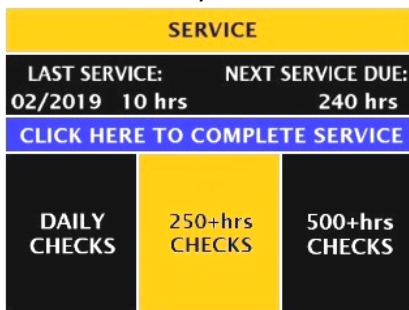 SERVICE
LAST SERVICE: NEXT SERVICE DUE:
02/2019 10 hrs 240 hrs
CLICK HERE TO COMPLETE SERVICE
DAILY CHECKS
250+hrs CHECKS
500+hrs CHECKS